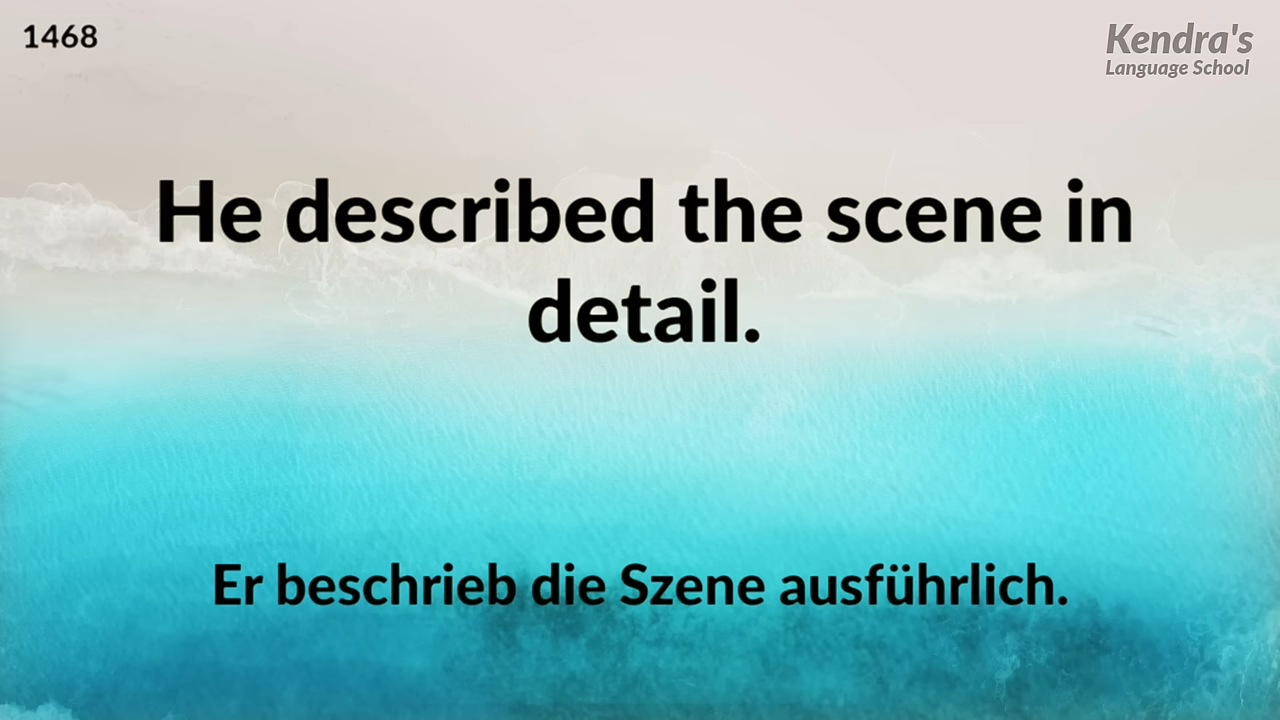 1468
Kendra's
Language School
He described the scene in
detail.
Er beschrieb die Szene ausführlich.